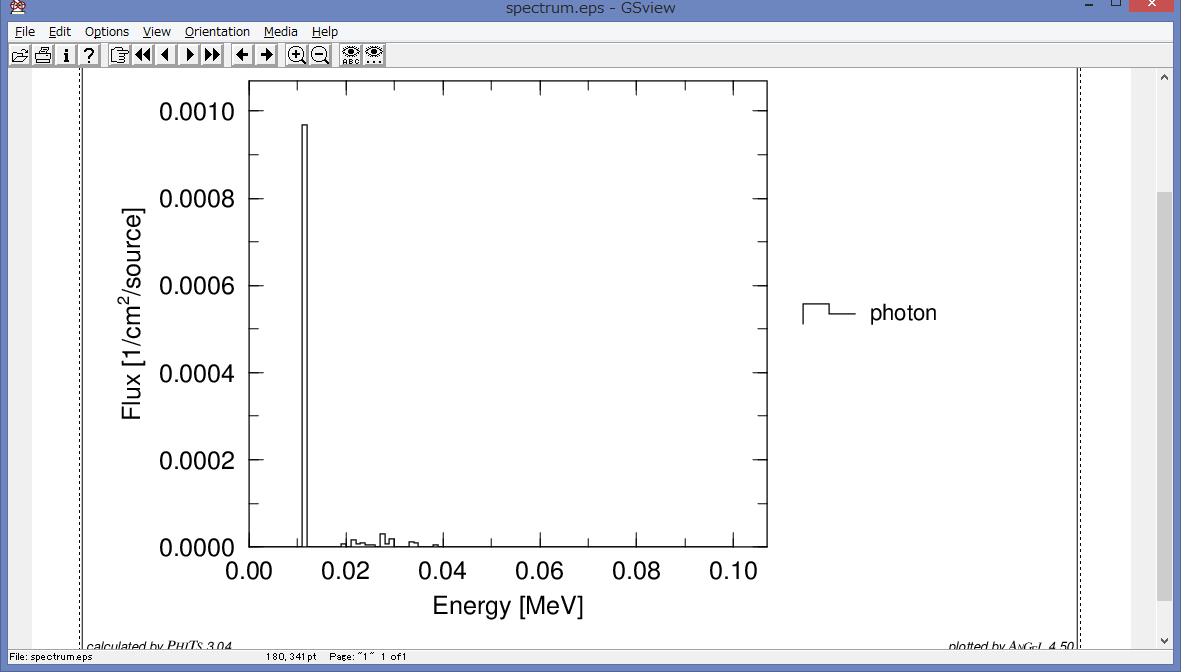 spectrum.eps - GSview
File Edit Options View Orientation Media Help
0.0010
0.0008
0.0006
0.0004
0.0002
0.0000
Flux [1/cm²/source]
0.00 0.02 0.04 0.06 0.08 0.10
Energy [MeV]
photon
calculated by PHITS 3.04
plotted by ANGEL 4.50
File: spectrum.eps 180, 341pt Page: "1" 1 of 1